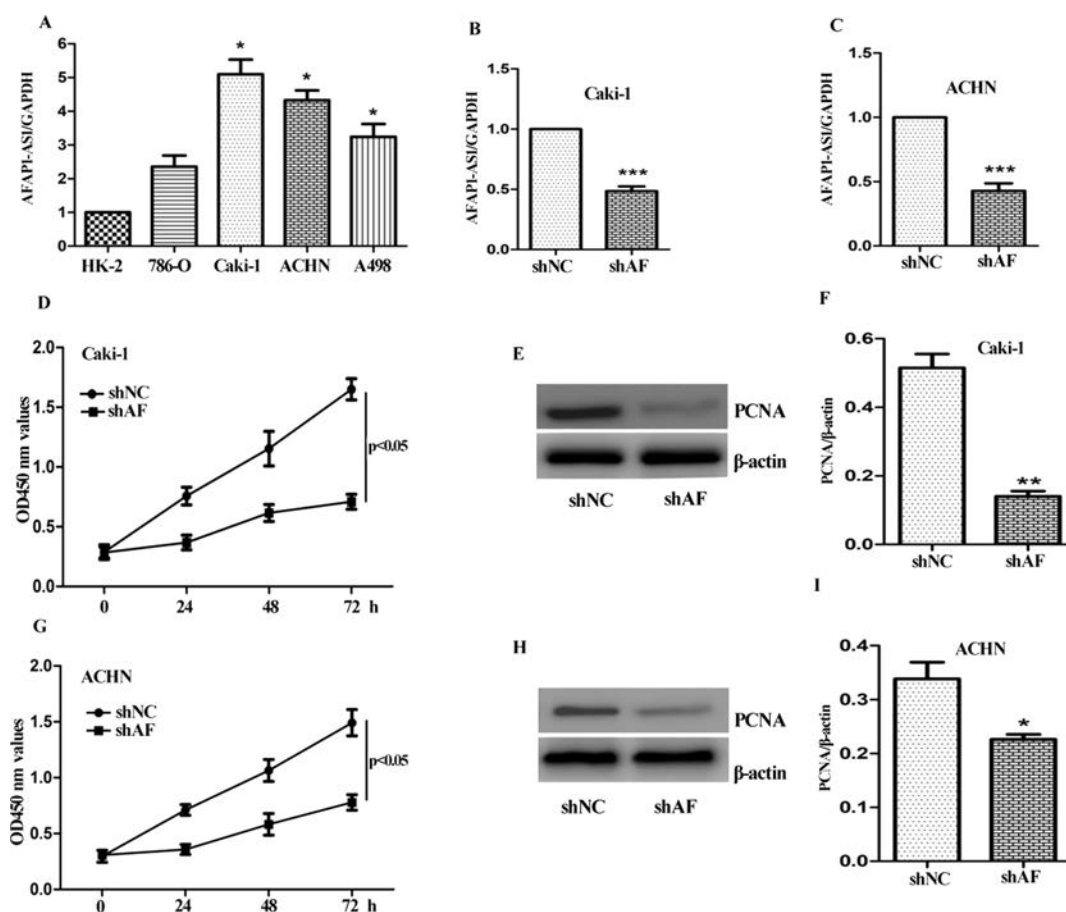 A
AFAPI-ASI/GAPDH
6
5
4
3
2
1
0
*
*
*
HK-2 786-O Caki-1 ACHN A498
B
Caki-1
AFAPI-ASI/GAPDH
1.5
1.0
0.5
0.0
***
shNC shAF
C
ACHN
AFAPI-ASI/GAPDH
1.5
1.0
0.5
0.0
***
shNC shAF
D
Caki-1
shNC
shAF
OD450 nm values
2.0
1.5
1.0
0.5
0.0
p<0.05
0 24 48 72 h
E
PCNA
β-actin
shNC shAF
F
Caki-1
PCNA/β-actin
0.6
0.4
0.2
0.0
**
shNC shAF
G
ACHN
shNC
shAF
OD450 nm values
2.0
1.5
1.0
0.5
0.0
p<0.05
0 24 48 72 h
H
PCNA
β-actin
shNC shAF
I
ACHN
PCNA/β-actin
0.4
0.3
0.2
0.1
0.0
*
shNC shAF